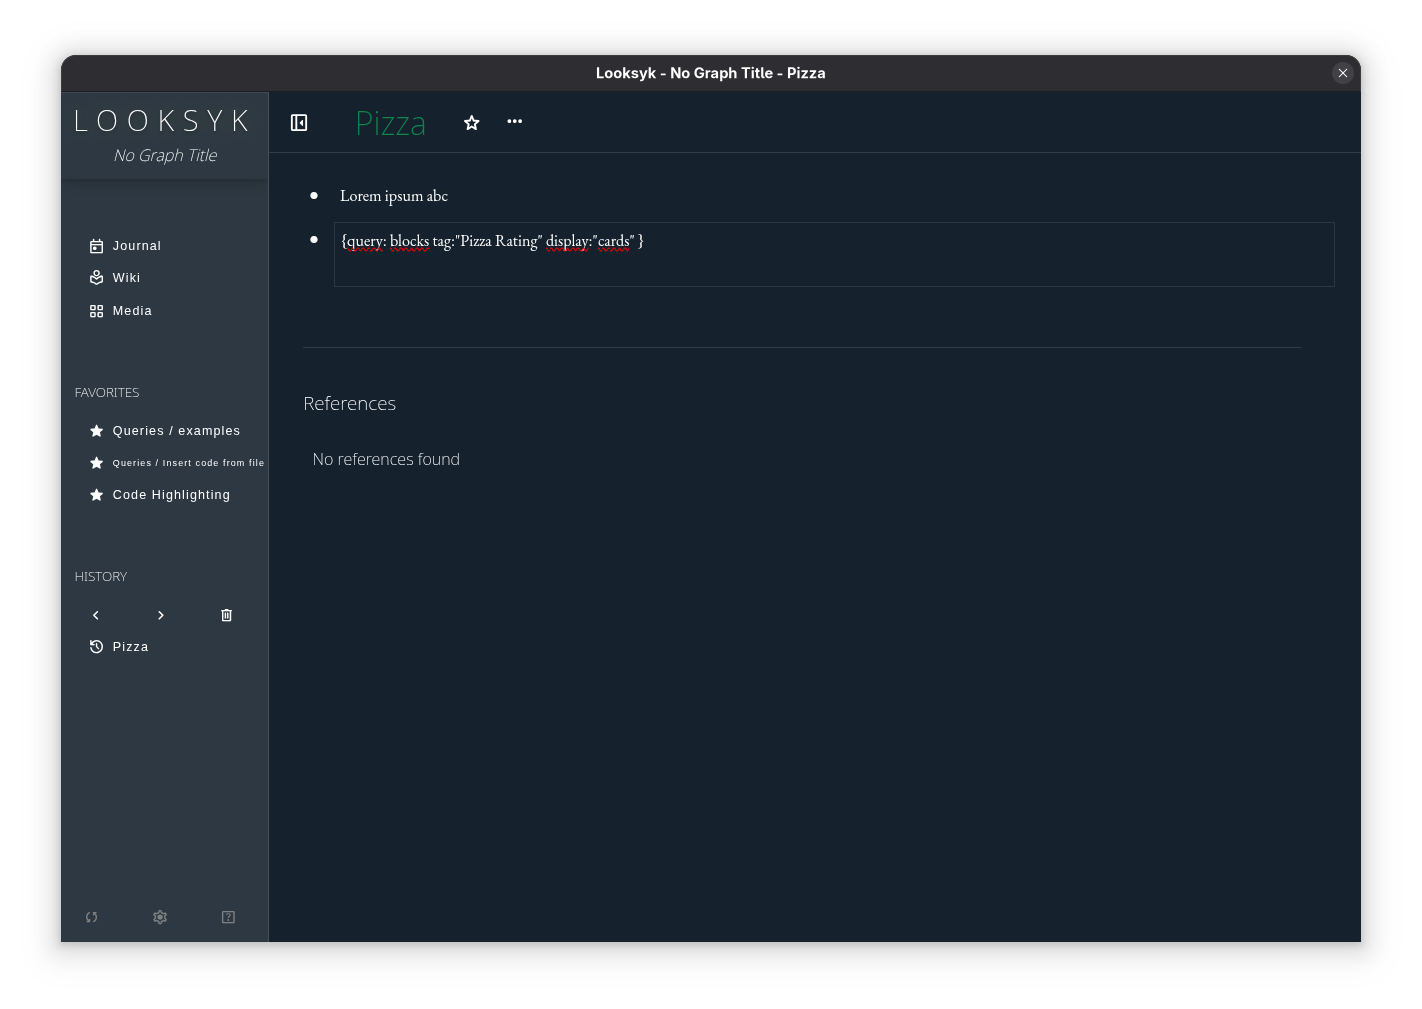 Looksyk - No Graph Title - Pizza
LOOKSYK
No Graph Title
Journal
Wiki
Media
FAVORITES
Queries / examples
Queries / Insert code from file
Code Highlighting
HISTORY
Pizza
Pizza
Lorem ipsum abc
{query: blocks tag:"Pizza Rating" display:"cards" }
References
No references found